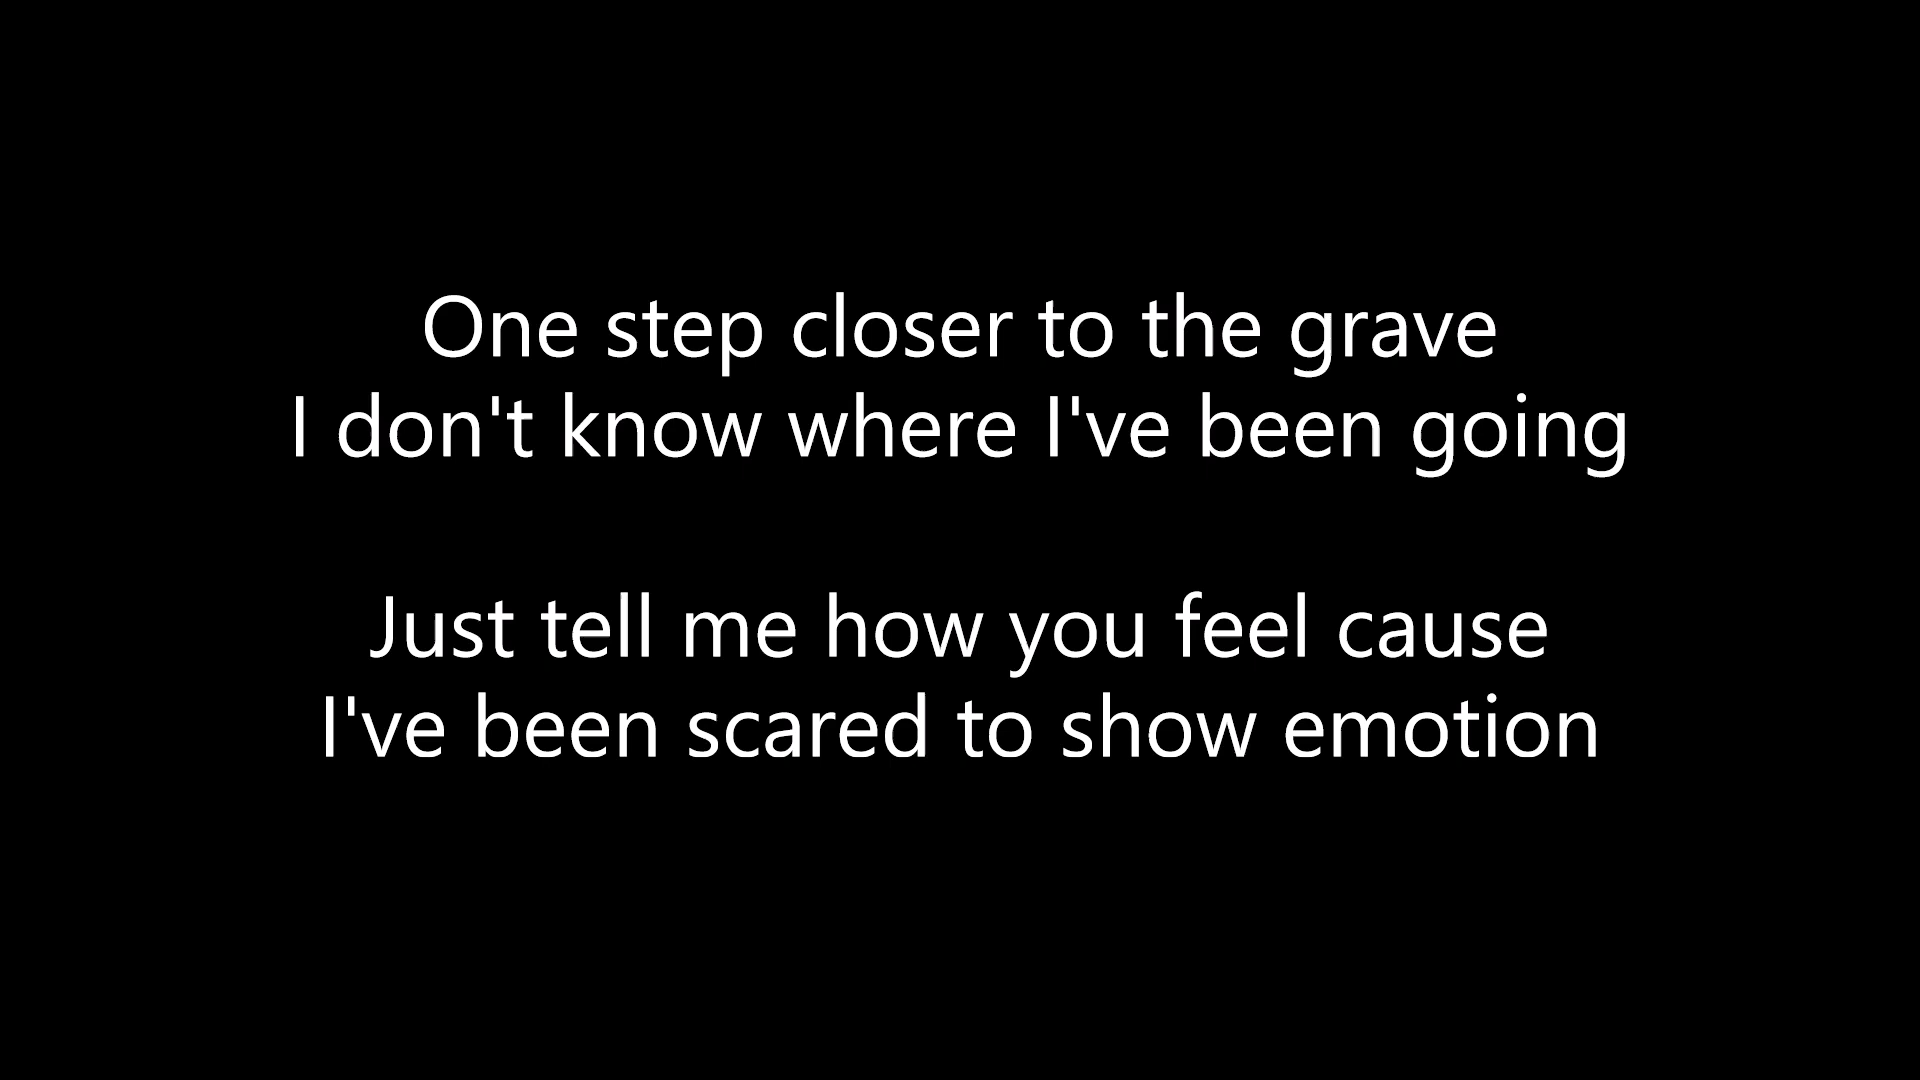 One step closer to the grave
I don't know where I've been going
Just tell me how you feel cause
I've been scared to show emotion